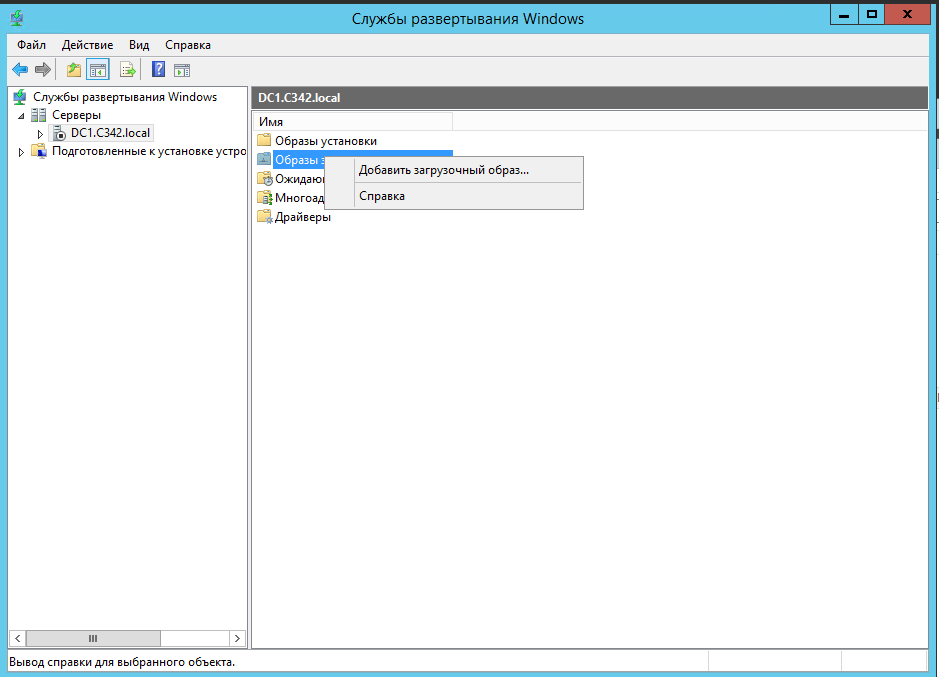 Службы развертывания Windows
Файл Действие Вид Справка
Службы развертывания Windows
Серверы
DC1.C342.local
Подготовленные к установке устро
DC1.C342.local
Имя
Образы установки
Образы з
Ожидаю
Многоад
Драйверы
Добавить загрузочный образ...
Справка
Вывод справки для выбранного объекта.